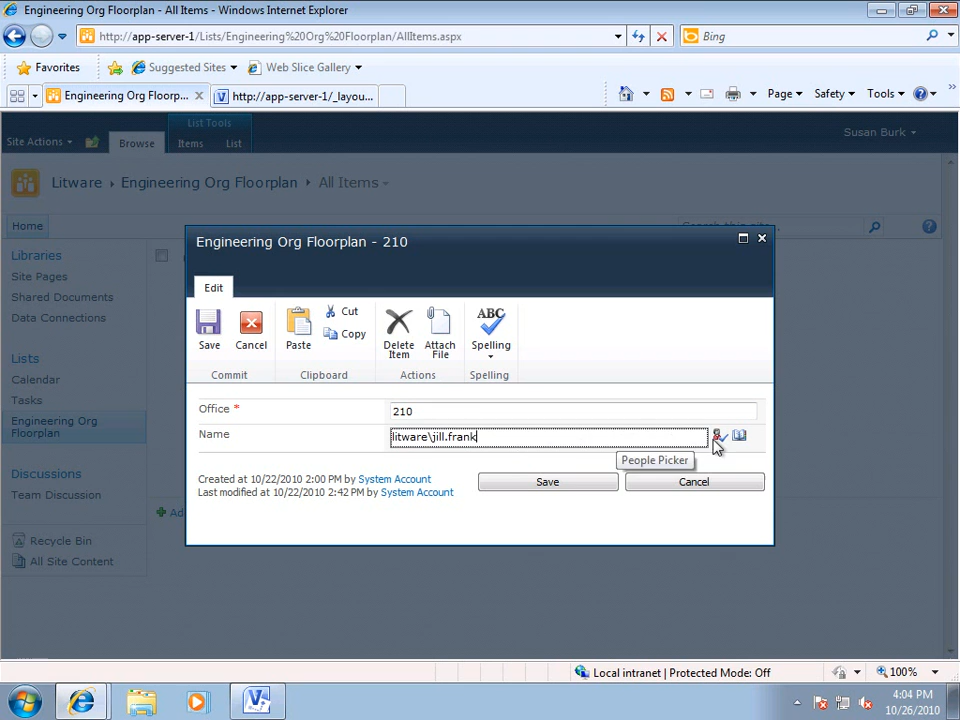 Engineering Org Floorplan - All Items - Windows Internet Explorer
http://app-server-1/Lists/Engineering%20Org%20Floorplan/AllItems.aspx
Bing
Favorites
Suggested Sites
Web Slice Gallery
Engineering Org Floorp...
http://app-server-1/_layou...
Page
Safety
Tools
»
List Tools
Site Actions
Browse
Items
List
Susan Burk
Litware
Engineering Org Floorplan
All Items
Home
Search this site...
Libraries
Site Pages
Shared Documents
Data Connections
Lists
Calendar
Tasks
Engineering Org
Floorplan
Discussions
Team Discussion
Recycle Bin
All Site Content
Ad
Engineering Org Floorplan - 210
Edit
Save
Cancel
Commit
Paste
Cut
Copy
Clipboard
Delete
Item
Attach
File
Actions
ABC
Spelling
Spelling
Office *
210
Name
litware\jill.frank
People Picker
Created at 10/22/2010 2:00 PM by System Account
Last modified at 10/22/2010 2:42 PM by System Account
Save
Cancel
Local intranet | Protected Mode: Off
100%
4:04 PM
10/26/2010